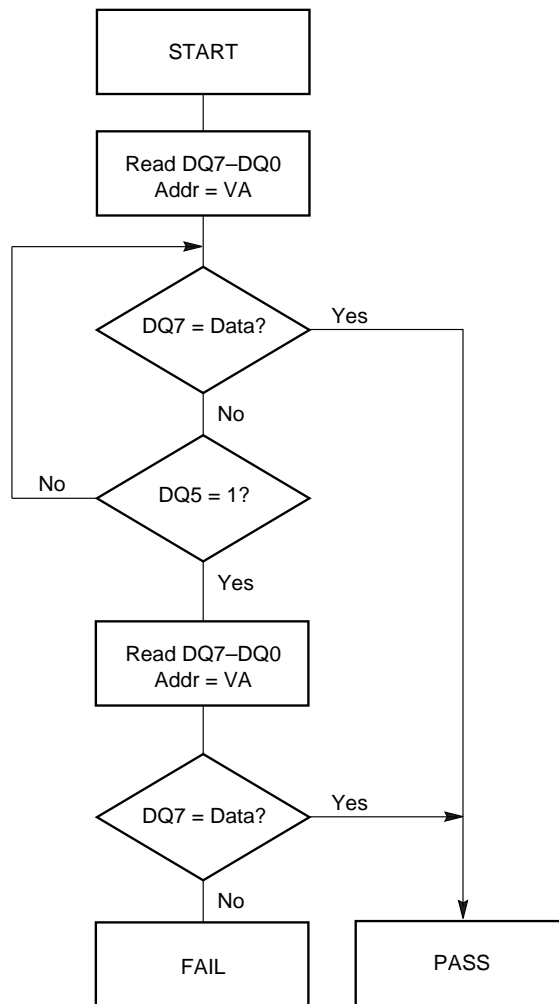 START
Read DQ7–DQ0
Addr = VA
DQ7 = Data?
Yes
No
No
DQ5 = 1?
Yes
Read DQ7–DQ0
Addr = VA
DQ7 = Data?
Yes
No
FAIL
PASS